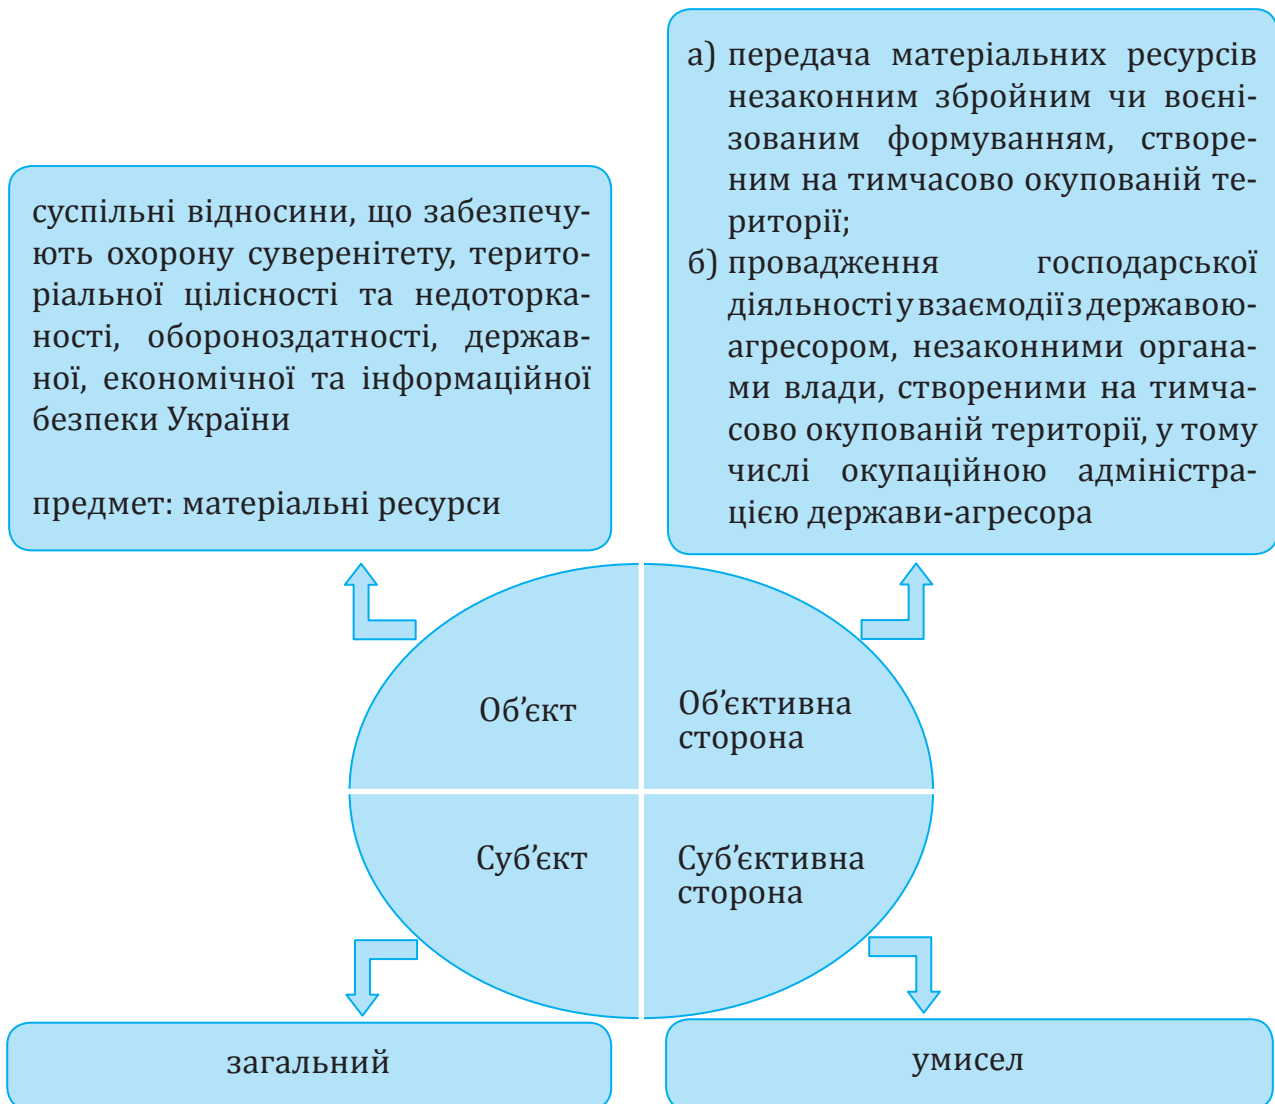 суспільні відносини, що забезпечу-
ють охорону суверенітету, терито-
ріальної цілісності та недоторка-
ності, обороноздатності, держав-
ної, економічної та інформаційної
безпеки України
предмет: матеріальні ресурси
а) передача матеріальних ресурсів
незаконним збройним чи воєні-
зованим формуванням, створе-
ним на тимчасово окупованій те-
риторії;
б) провадження господарської
діяльності у взаємодії з державою-
агресором, незаконними органа-
ми влади, створеними на тимча-
сово окупованій території, у тому
числі окупаційною адміністра-
цією держави-агресора
Об’єкт
Об’єктивна
сторона
Суб’єкт
Суб’єктивна
сторона
загальний
умисел